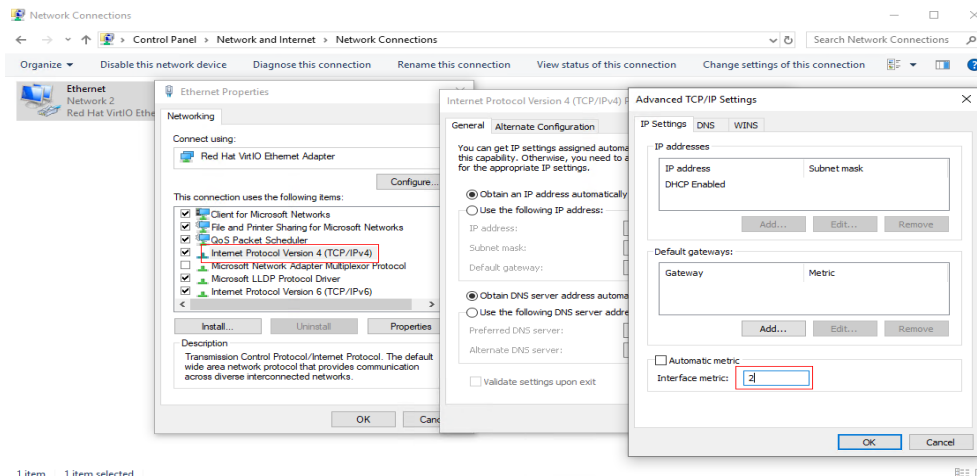 Network Connections
Control Panel > Network and Internet > Network Connections
Search Network Connections
Organize
Disable this network device
Diagnose this connection
Rename this connection
View status of this connection
Change settings of this connection
Ethernet
Network 2
Red Hat VirtIO Ethe
Ethernet Properties
Networking
Connect using:
Red Hat VirtIO Ethernet Adapter
Configure...
This connection uses the following items:
Client for Microsoft Networks
File and Printer Sharing for Microsoft Networks
QoS Packet Scheduler
Internet Protocol Version 4 (TCP/IPv4)
Microsoft Network Adapter Multiplexor Protocol
Microsoft LLDP Protocol Driver
Internet Protocol Version 6 (TCP/IPv6)
Install...
Uninstall
Properties
Description
Transmission Control Protocol/Internet Protocol. The default
wide area network protocol that provides communication
across diverse interconnected networks.
OK
Canc
Internet Protocol Version 4 (TCP/IPv4) P
General
Alternate Configuration
You can get IP settings assigned automa
this capability. Otherwise, you need to a
for the appropriate IP settings.
Obtain an IP address automatically
Use the following IP address:
IP address:
Subnet mask:
Default gateway:
Obtain DNS server address automa
Use the following DNS server addre
Preferred DNS server:
Alternate DNS server:
Validate settings upon exit
Advanced TCP/IP Settings
IP Settings
DNS
WINS
IP addresses
IP address
Subnet mask
DHCP Enabled
Add...
Edit...
Remove
Default gateways:
Gateway
Metric
Add...
Edit...
Remove
Automatic metric
Interface metric:
2
OK
Cancel
1 item
1 item selected